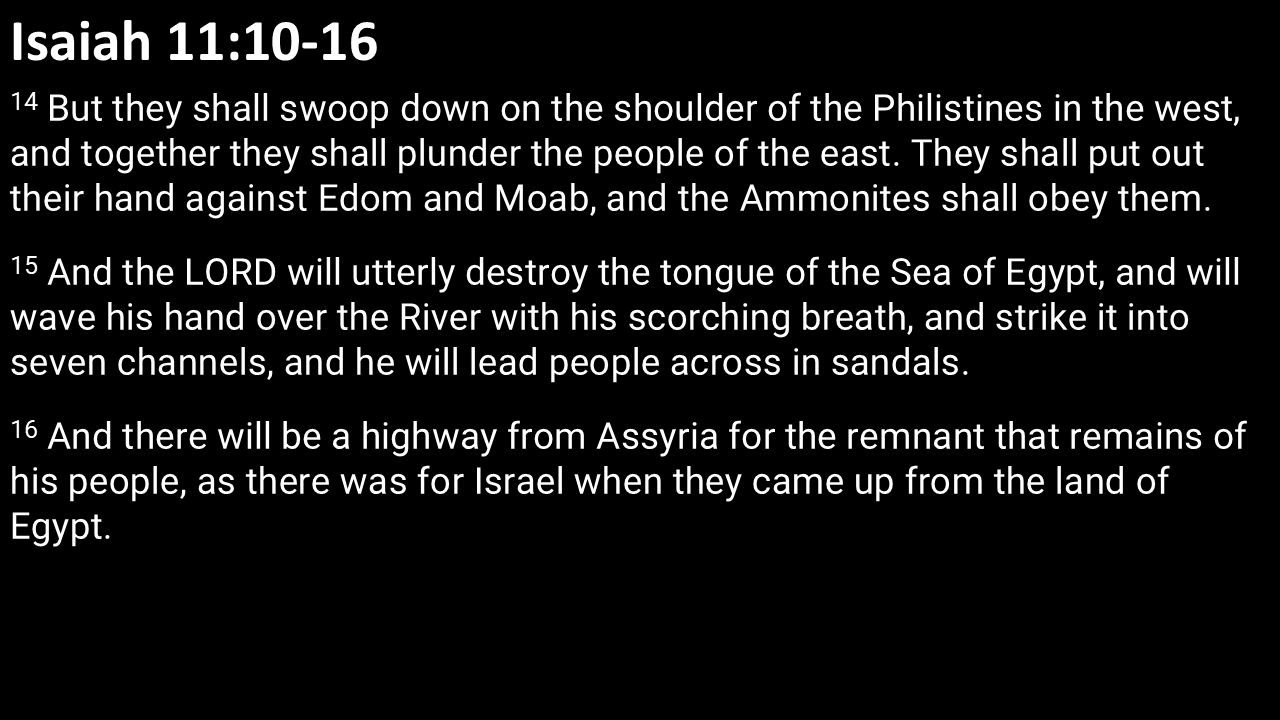 Isaiah 11:10-16
14 But they shall swoop down on the shoulder of the Philistines in the west,
and together they shall plunder the people of the east. They shall put out
their hand against Edom and Moab, and the Ammonites shall obey them.
15 And the LORD will utterly destroy the tongue of the Sea of Egypt, and will
wave his hand over the River with his scorching breath, and strike it into
seven channels, and he will lead people across in sandals.
16 And there will be a highway from Assyria for the remnant that remains of
his people, as there was for Israel when they came up from the land of
Egypt.